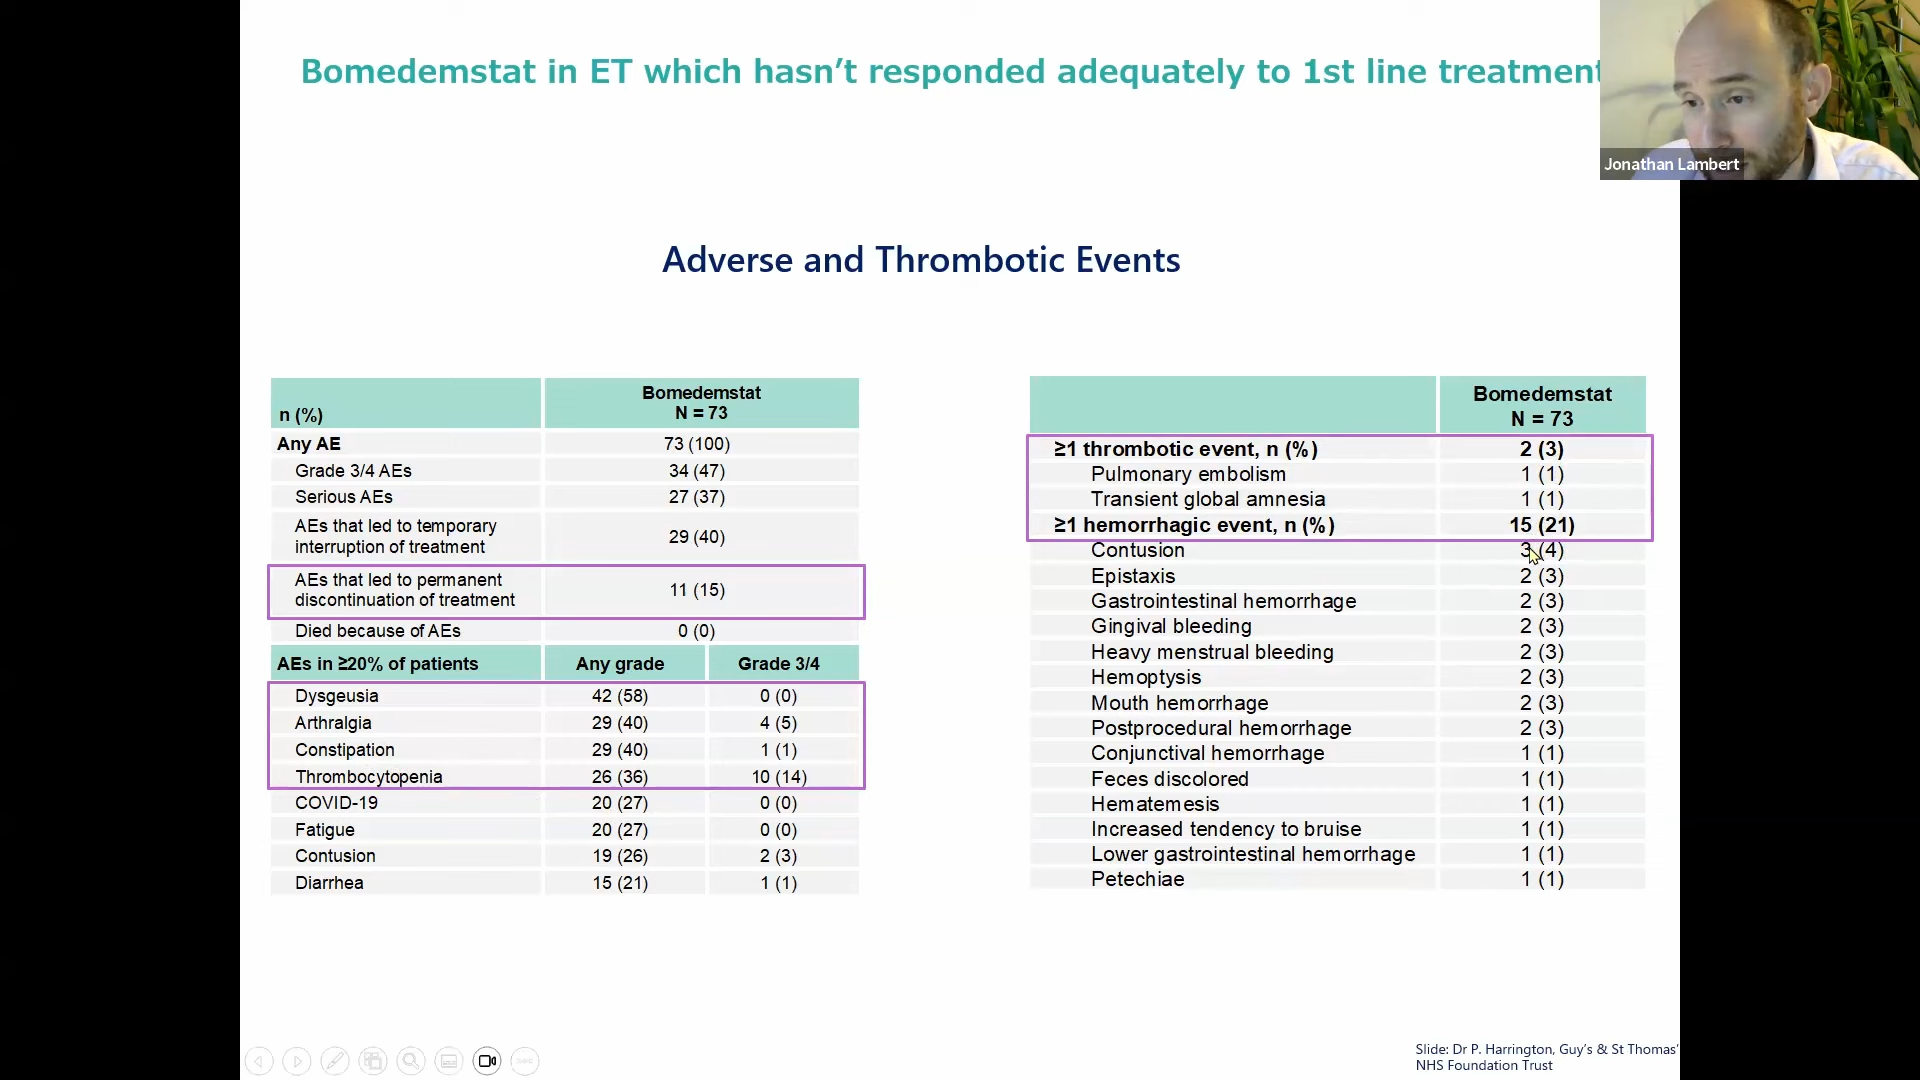 Bomedemstat in ET which hasn't responded adequately to 1st line treatment
Jonathan Lambert
Adverse and Thrombotic Events
n (%)
Bomedemstat
N = 73
Any AE 73 (100)
Grade 3/4 AEs 34 (47)
Serious AEs 27 (37)
AEs that led to temporary
interruption of treatment
29 (40)
AEs that led to permanent
discontinuation of treatment
11 (15)
Died because of AEs 0 (0)
AEs in ≥20% of patients Any grade Grade 3/4
Dysgeusia 42 (58) 0 (0)
Arthralgia 29 (40) 4 (5)
Constipation 29 (40) 1 (1)
Thrombocytopenia 26 (36) 10 (14)
COVID-19 20 (27) 0 (0)
Fatigue 20 (27) 0 (0)
Contusion 19 (26) 2 (3)
Diarrhea 15 (21) 1 (1)
Bomedemstat
N = 73
≥1 thrombotic event, n (%) 2 (3)
Pulmonary embolism 1 (1)
Transient global amnesia 1 (1)
≥1 hemorrhagic event, n (%) 15 (21)
Contusion 3 (4)
Epistaxis 2 (3)
Gastrointestinal hemorrhage 2 (3)
Gingival bleeding 2 (3)
Heavy menstrual bleeding 2 (3)
Hemoptysis 2 (3)
Mouth hemorrhage 2 (3)
Postprocedural hemorrhage 2 (3)
Conjunctival hemorrhage 1 (1)
Feces discolored 1 (1)
Hematemesis 1 (1)
Increased tendency to bruise 1 (1)
Lower gastrointestinal hemorrhage 1 (1)
Petechiae 1 (1)
Slide: Dr P. Harrington, Guy's & St Thomas'
NHS Foundation Trust